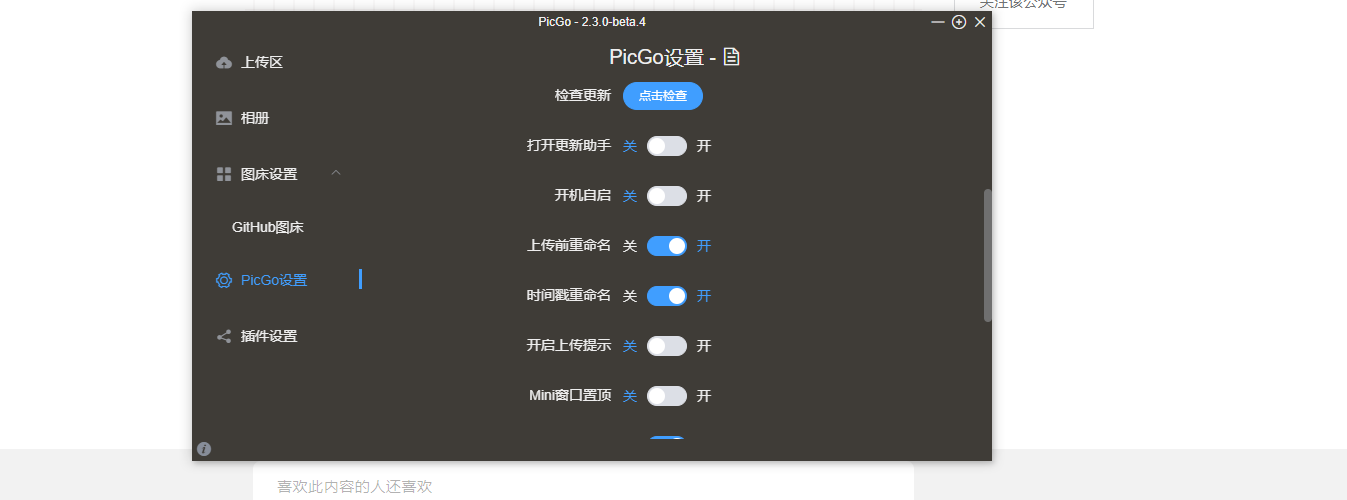 关注该公众号
PicGo - 2.3.0-beta.4
上传区
相册
图床设置
GitHub图床
PicGo设置
插件设置
PicGo设置 -
检查更新 点击检查
打开更新助手 关 开
开机自启 关 开
上传前重命名 关 开
时间戳重命名 关 开
开启上传提示 关 开
Mini窗口置顶 关 开
喜欢此内容的人还喜欢